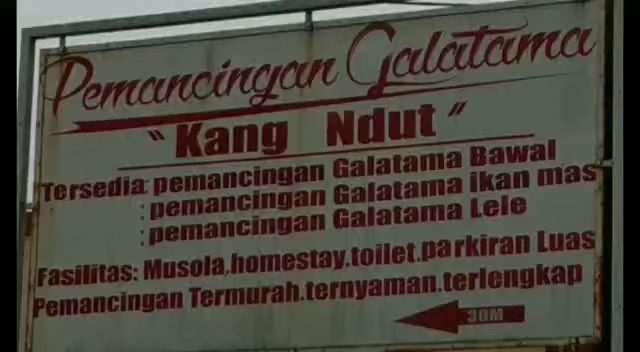 Pemancingan Galatama
" Kang Ndut "
Tersedia: pemancingan Galatama Bawal
: pemancingan Galatama ikan mas
: pemancingan Galatama Lele
Fasilitas: Musola,homestay.toilet.parkiran Luas
Pemancingan Termurah.ternyaman.terlengkap
30M